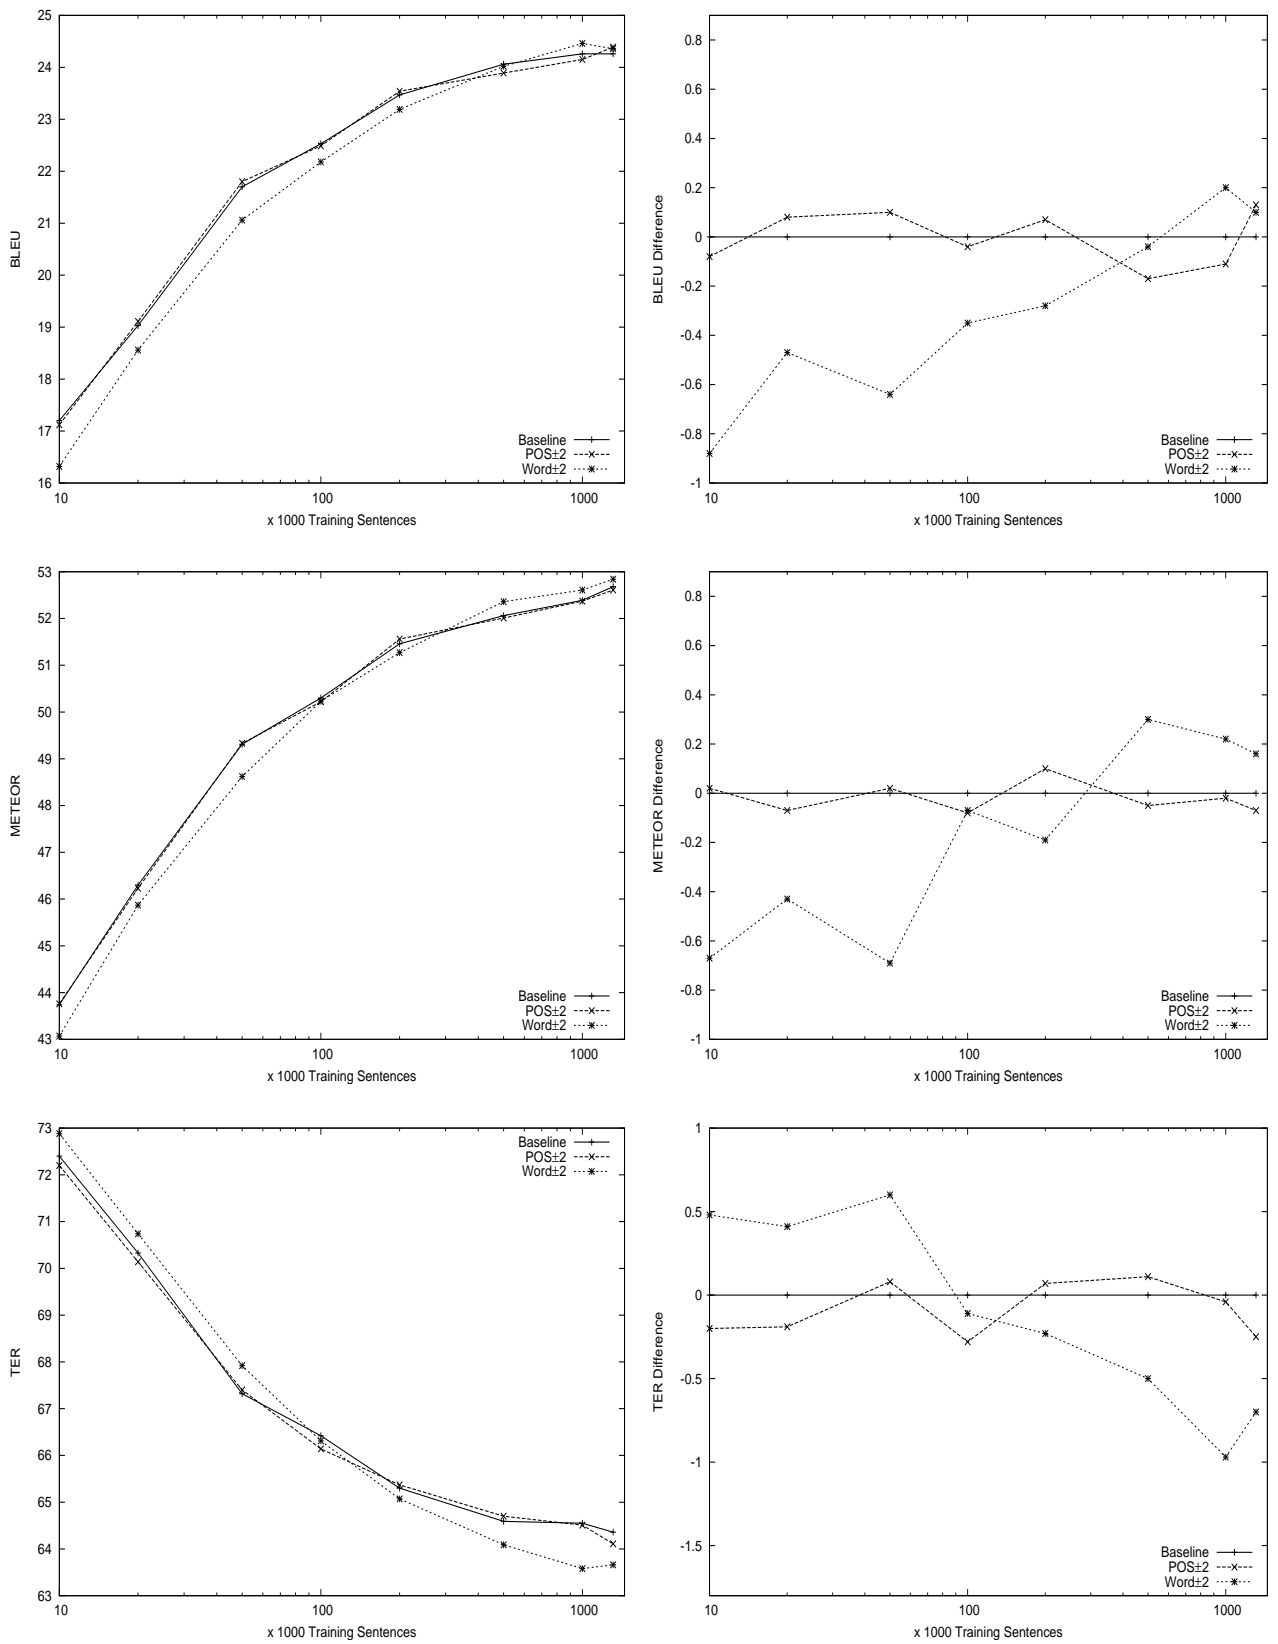 25
24
23
22
21
20
19
18
17
16
BLEU
10
100
1000
x 1000 Training Sentences
Baseline
POS±2
Word±2
0.8
0.6
0.4
0.2
0
-0.2
-0.4
-0.6
-0.8
-1
BLEU Difference
10
100
1000
x 1000 Training Sentences
Baseline
POS±2
Word±2
53
52
51
50
49
48
47
46
45
44
43
METEOR
10
100
1000
x 1000 Training Sentences
Baseline
POS±2
Word±2
0.8
0.6
0.4
0.2
0
-0.2
-0.4
-0.6
-0.8
-1
METEOR Difference
10
100
1000
x 1000 Training Sentences
Baseline
POS±2
Word±2
73
72
71
70
69
68
67
66
65
64
63
TER
10
100
1000
x 1000 Training Sentences
Baseline
POS±2
Word±2
1
0.5
0
-0.5
-1
-1.5
TER Difference
10
100
1000
x 1000 Training Sentences
Baseline
POS±2
Word±2